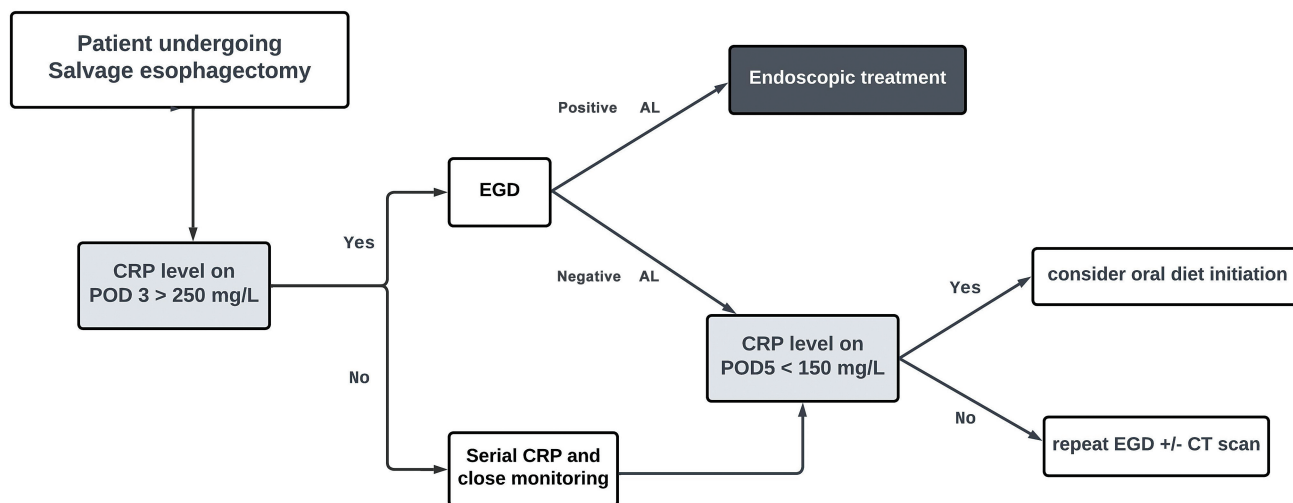 Patient undergoing
Salvage esophagectomy
CRP level on
POD 3 > 250 mg/L
Yes
No
EGD
Serial CRP and
close monitoring
Positive AL
Negative AL
Endoscopic treatment
CRP level on
POD5 < 150 mg/L
Yes
No
consider oral diet initiation
repeat EGD +/- CT scan